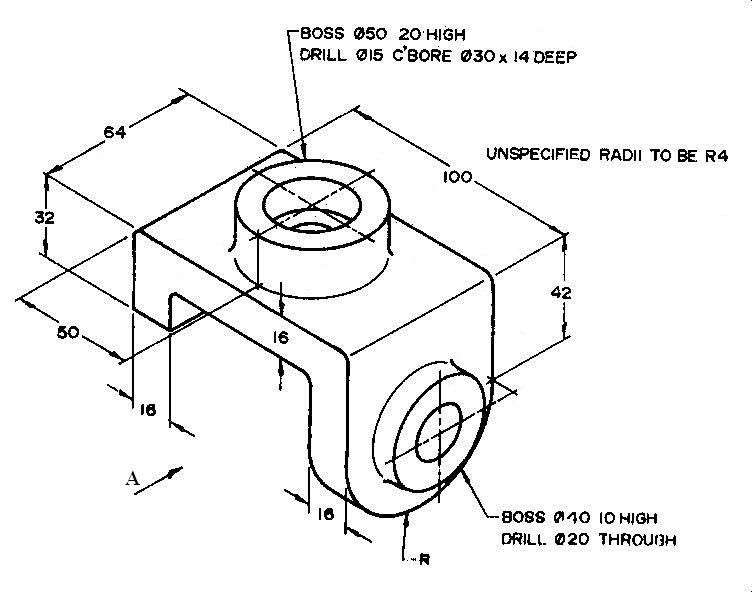 BOSS Ø50 20 HIGH
DRILL Ø15 C'BORE Ø30 x 14 DEEP
64
UNSPECIFIED RADII TO BE R4
100
32
42
50
16
16
A
16
BOSS Ø40 10 HIGH
DRILL Ø20 THROUGH
R